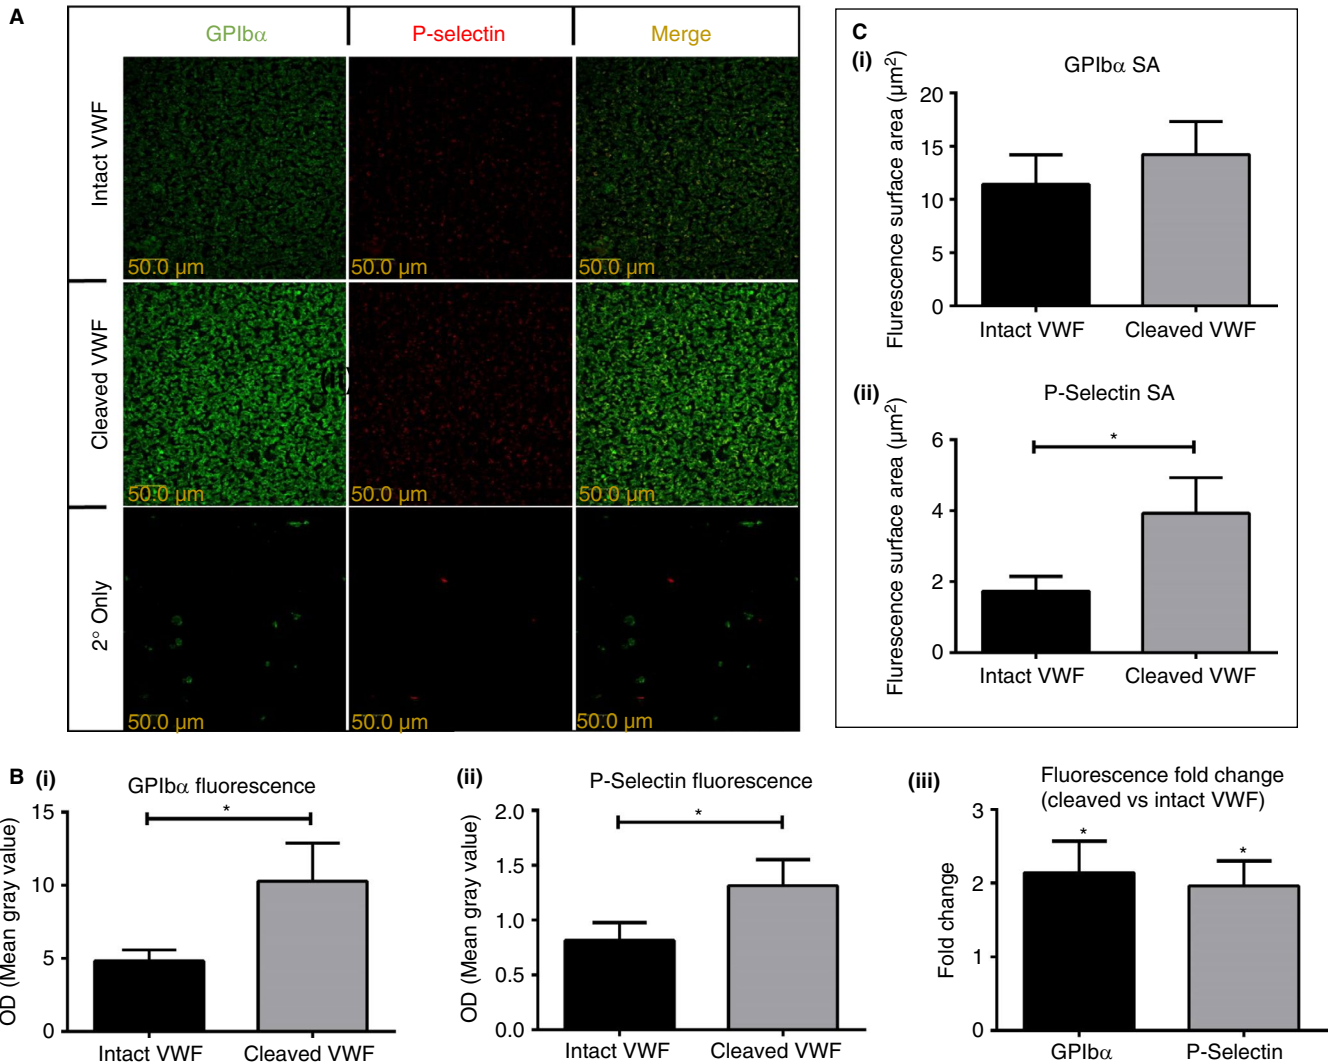 A
GPIbα
P-selectin
Merge
Intact VWF
50.0 µm
50.0 µm
50.0 µm
Cleaved VWF
50.0 µm
50.0 µm
50.0 µm
2° Only
50.0 µm
50.0 µm
50.0 µm
C
(i)
GPIbα SA
Flurescence surface area (µm²)
20
15
10
5
0
Intact VWF
Cleaved VWF
(ii)
P-Selectin SA
Flurescence surface area (µm²)
6
4
2
0
*
Intact VWF
Cleaved VWF
B
(i)
GPIbα fluorescence
OD (Mean gray value)
15
10
5
0
*
Intact VWF
Cleaved VWF
(ii)
P-Selectin fluorescence
OD (Mean gray value)
2.0
1.5
1.0
0.5
0.0
*
Intact VWF
Cleaved VWF
(iii)
Fluorescence fold change
(cleaved vs intact VWF)
Fold change
3
2
1
0
*
*
GPIbα
P-Selectin